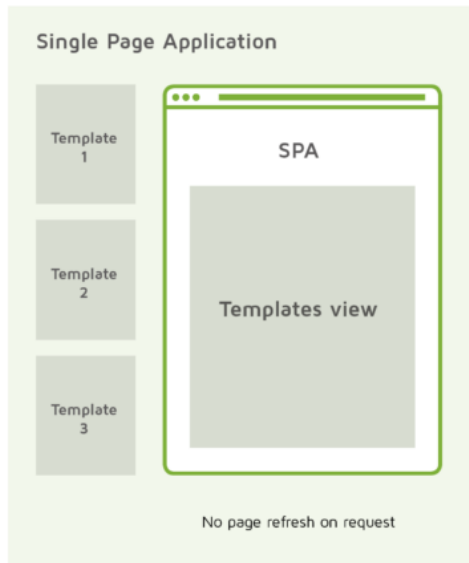 Single Page Application
Template
1
SPA
Template
2
Templates view
Template
3
No page refresh on request